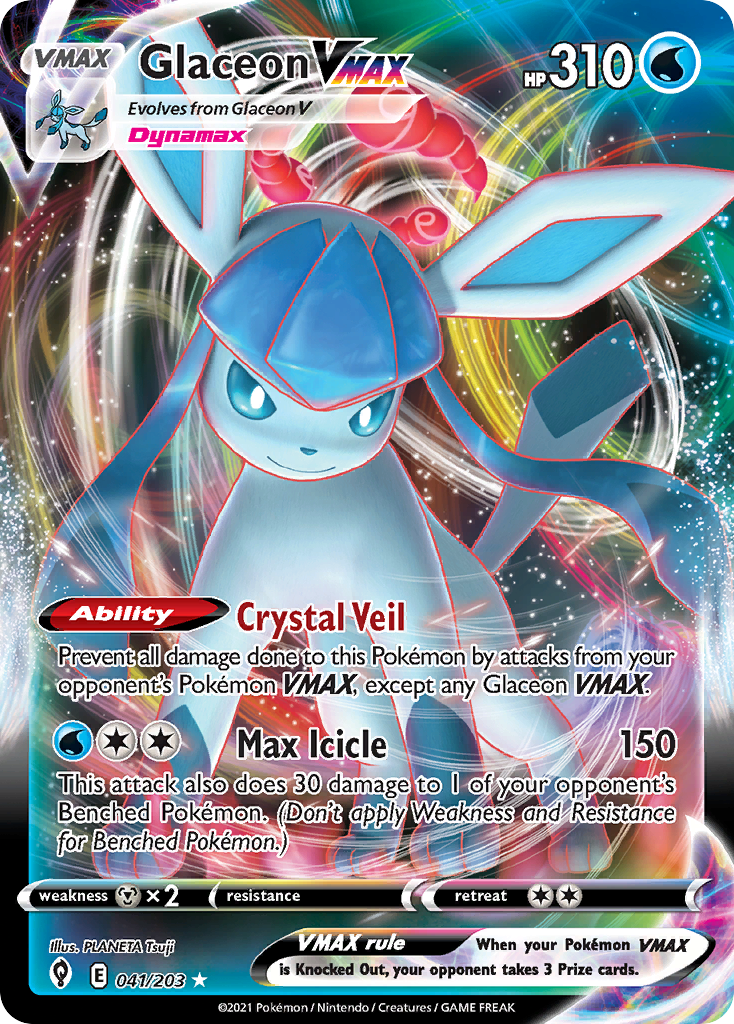 VMAX
Glaceon VMAX
HP 310
Evolves from Glaceon V
Dynamax
Ability Crystal Veil
Prevent all damage done to this Pokémon by attacks from your
opponent's Pokémon VMAX, except any Glaceon VMAX.
Max Icicle 150
This attack also does 30 damage to 1 of your opponent's
Benched Pokémon. (Don't apply Weakness and Resistance
for Benched Pokémon.)
weakness ×2 resistance retreat
Illus. PLANETA Tsuji
VMAX rule When your Pokémon VMAX
is Knocked Out, your opponent takes 3 Prize cards.
E 041/203 ★
©2021 Pokémon / Nintendo / Creatures / GAME FREAK